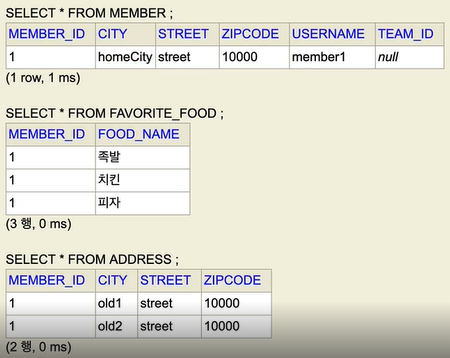 SELECT * FROM MEMBER ;
MEMBER_ID CITY STREET ZIPCODE USERNAME TEAM_ID
1 homeCity street 10000 member1 null
(1 row, 1 ms)
SELECT * FROM FAVORITE_FOOD ;
MEMBER_ID FOOD_NAME
1 족발
1 치킨
1 피자
(3 행, 0 ms)
SELECT * FROM ADDRESS ;
MEMBER_ID CITY STREET ZIPCODE
1 old1 street 10000
1 old2 street 10000
(2 행, 0 ms)